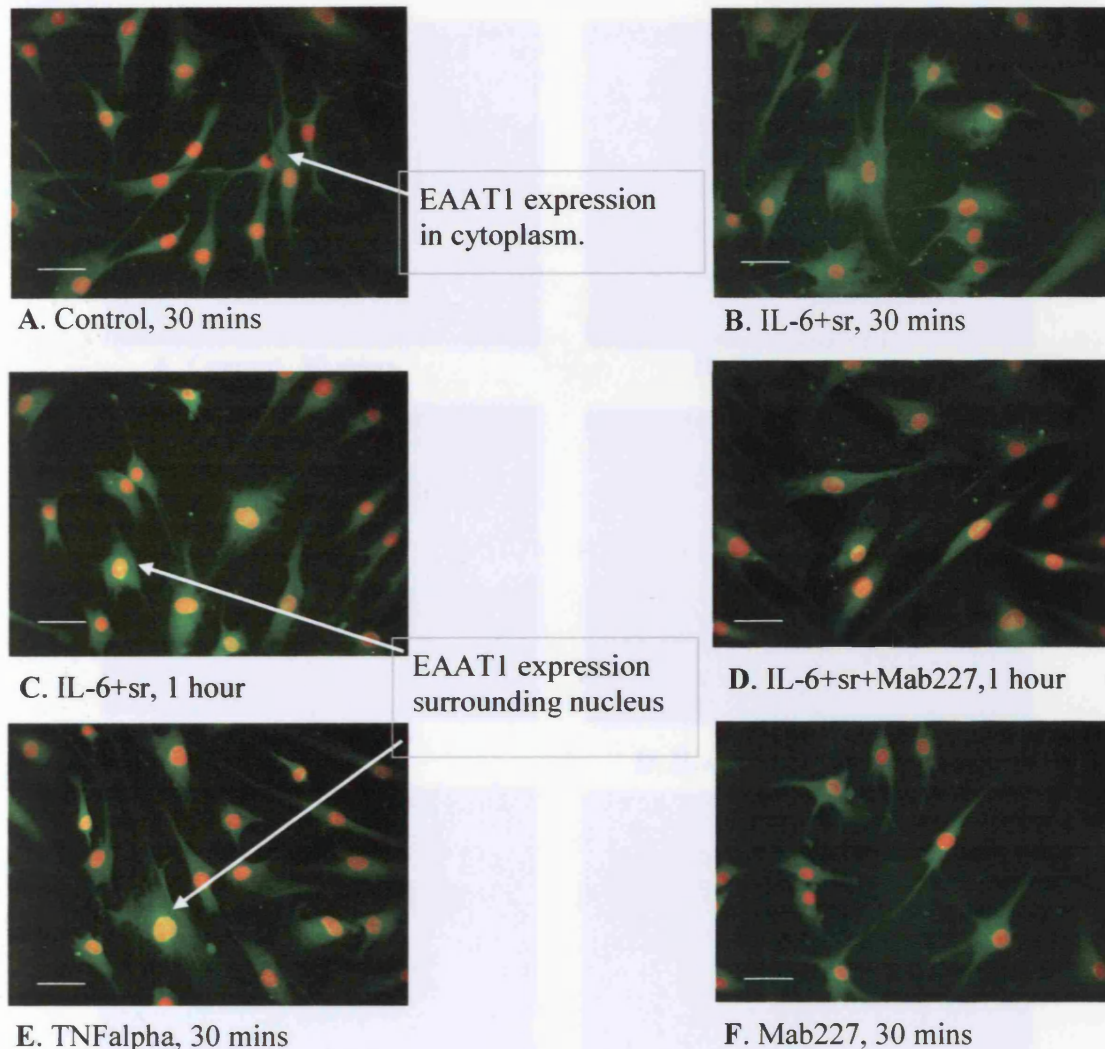 EAAT1 expression
in cytoplasm.
A. Control, 30 mins
B. IL-6+sr, 30 mins
EAAT1 expression
surrounding nucleus
C. IL-6+sr, 1 hour
D. IL-6+sr+Mab227,1 hour
E. TNFalpha, 30 mins
F. Mab227, 30 mins